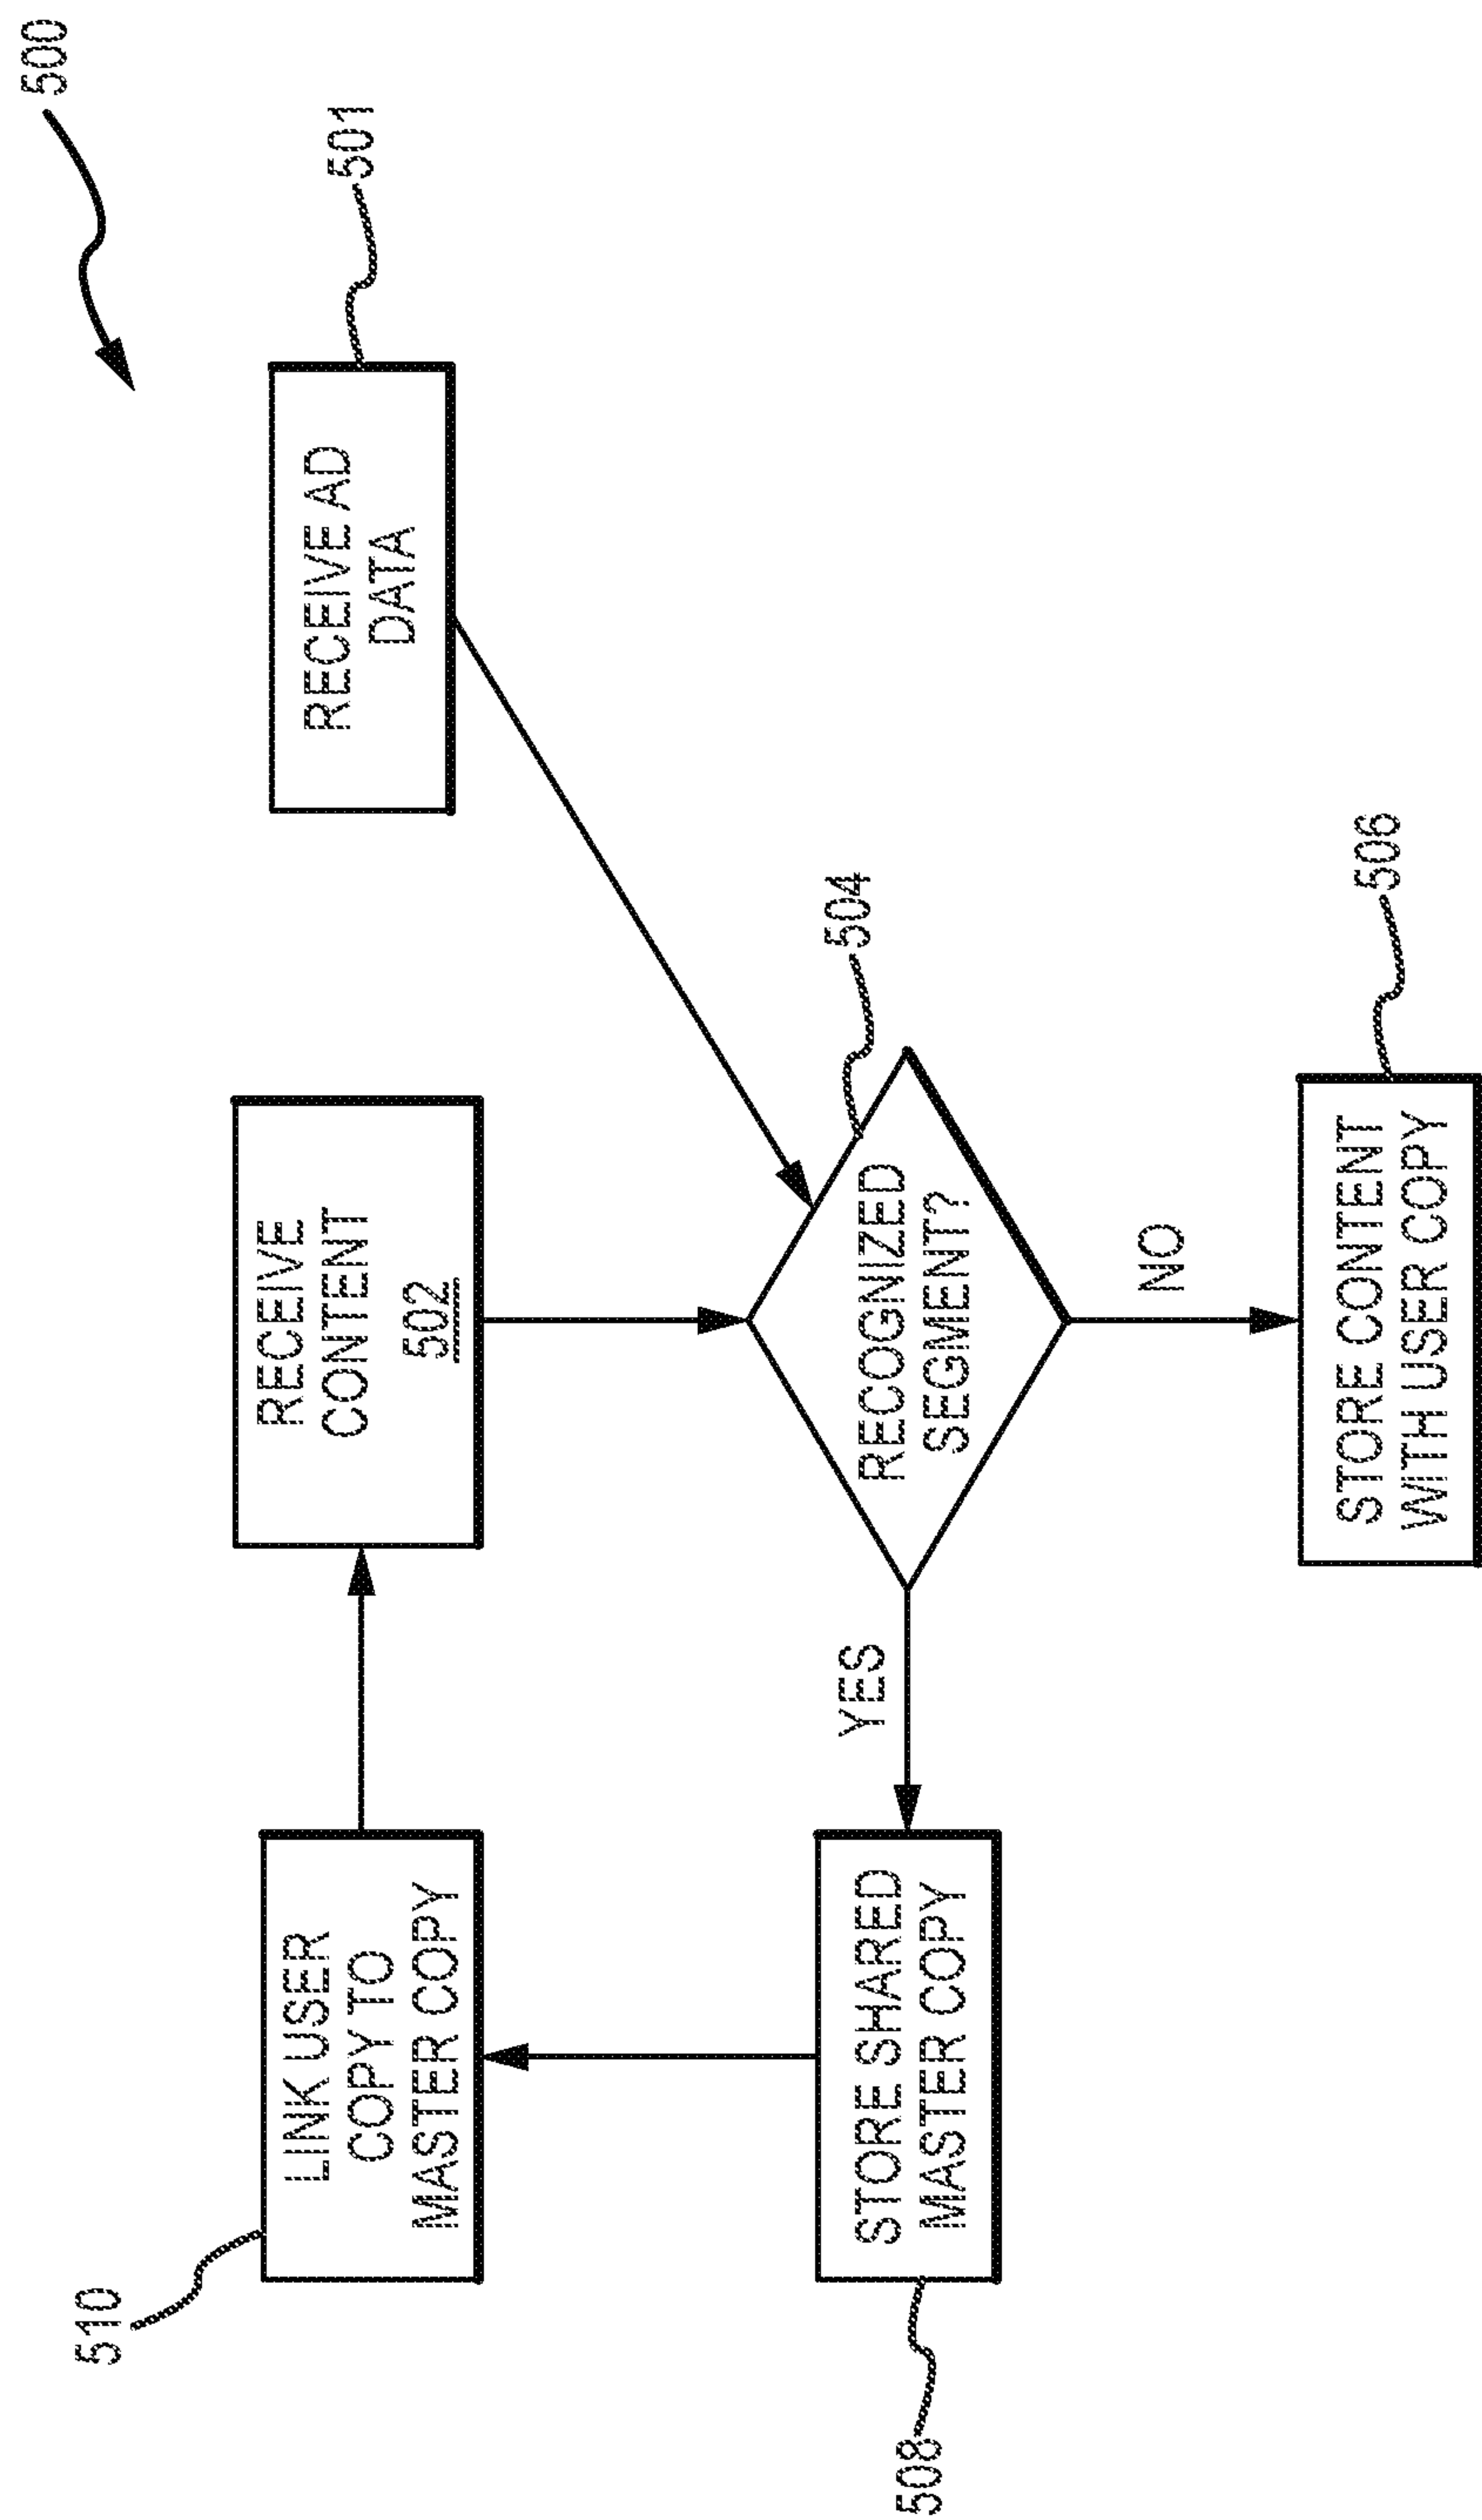 500
RECEIVE AD
DATA
501
RECEIVE
CONTENT
502
LINK USER
COPY TO
MASTER COPY
510
RECOGNIZED
SEGMENT?
504
YES
NO
STORE SHARED
MASTER COPY
508
STORE CONTENT
WITH USER COPY
506